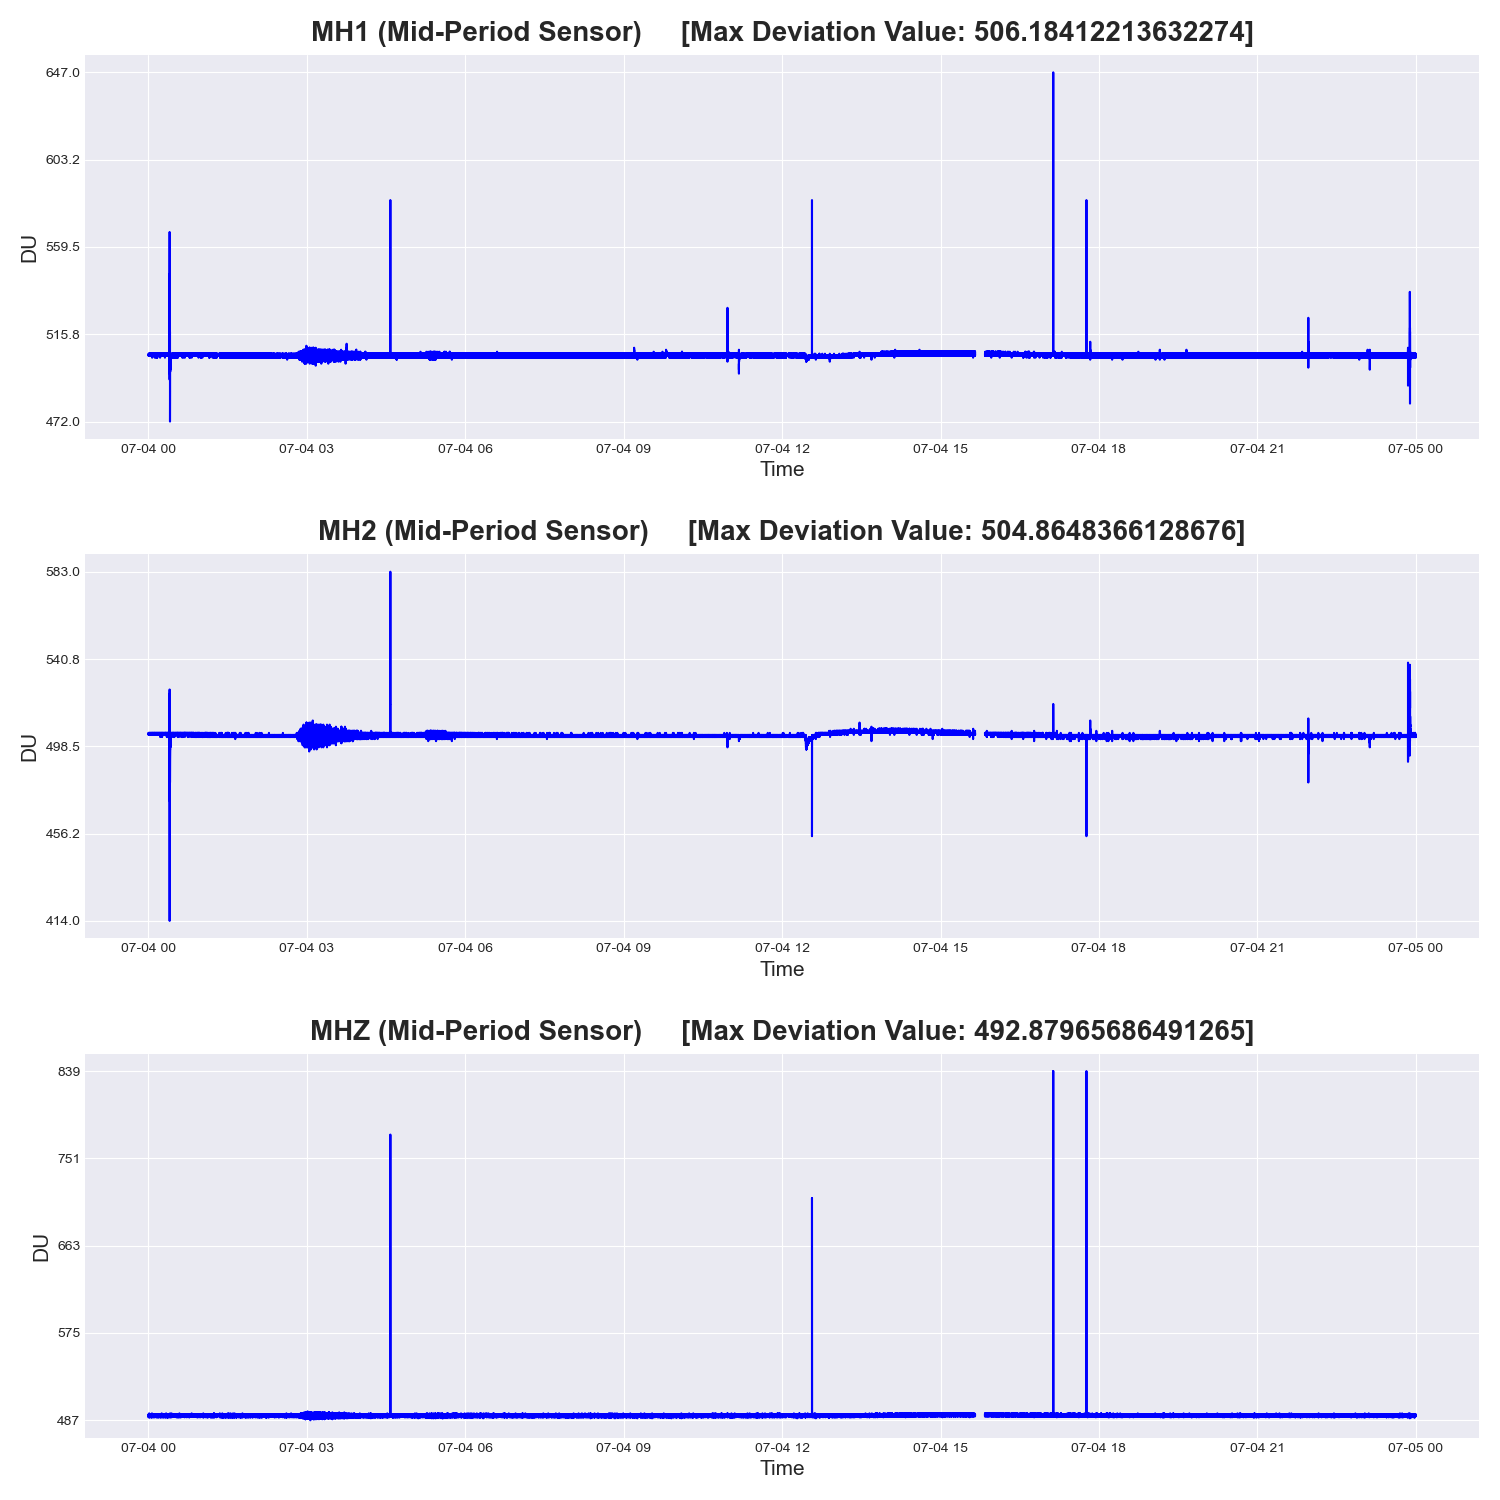 MH1 (Mid-Period Sensor) [Max Deviation Value: 506.18412213632274]
647.0
603.2
559.5
515.8
472.0
DU
07-04 00 07-04 03 07-04 06 07-04 09 07-04 12 07-04 15 07-04 18 07-04 21 07-05 00
Time
MH2 (Mid-Period Sensor) [Max Deviation Value: 504.8648366128676]
583.0
540.8
498.5
456.2
414.0
DU
07-04 00 07-04 03 07-04 06 07-04 09 07-04 12 07-04 15 07-04 18 07-04 21 07-05 00
Time
MHZ (Mid-Period Sensor) [Max Deviation Value: 492.87965686491265]
839
751
663
575
487
DU
07-04 00 07-04 03 07-04 06 07-04 09 07-04 12 07-04 15 07-04 18 07-04 21 07-05 00
Time